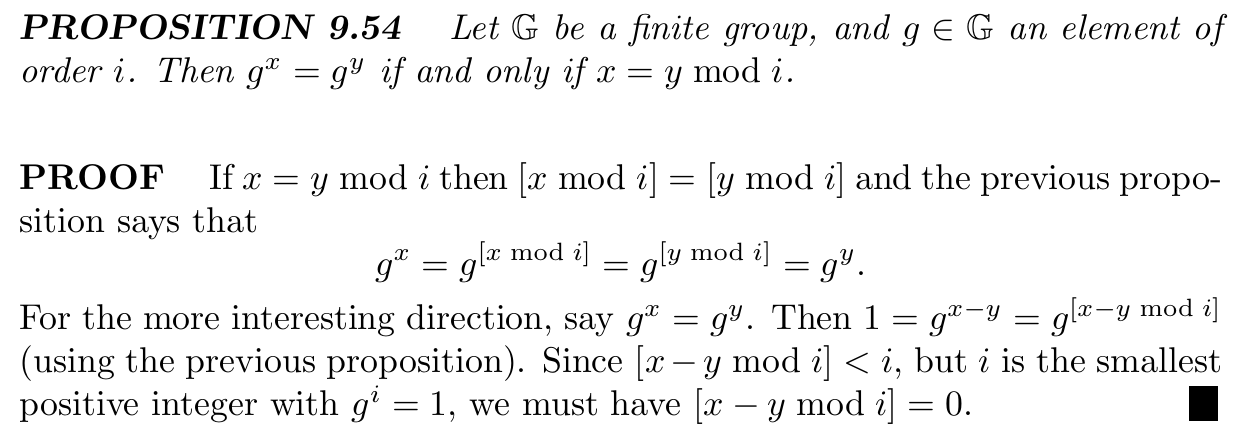 PROPOSITION 9.54 Let 𝔾 be a finite group, and g ∈ 𝔾 an element of
order i. Then gˣ = gʸ if and only if x = y mod i.
PROOF If x = y mod i then [x mod i] = [y mod i] and the previous propo-
sition says that
g^x = g^[x mod i] = g^[y mod i] = g^y.
For the more interesting direction, say g^x = g^y. Then 1 = g^{x−y} = g^[x−y mod i]
(using the previous proposition). Since [x − y mod i] < i, but i is the smallest
positive integer with g^i = 1, we must have [x − y mod i] = 0. ■